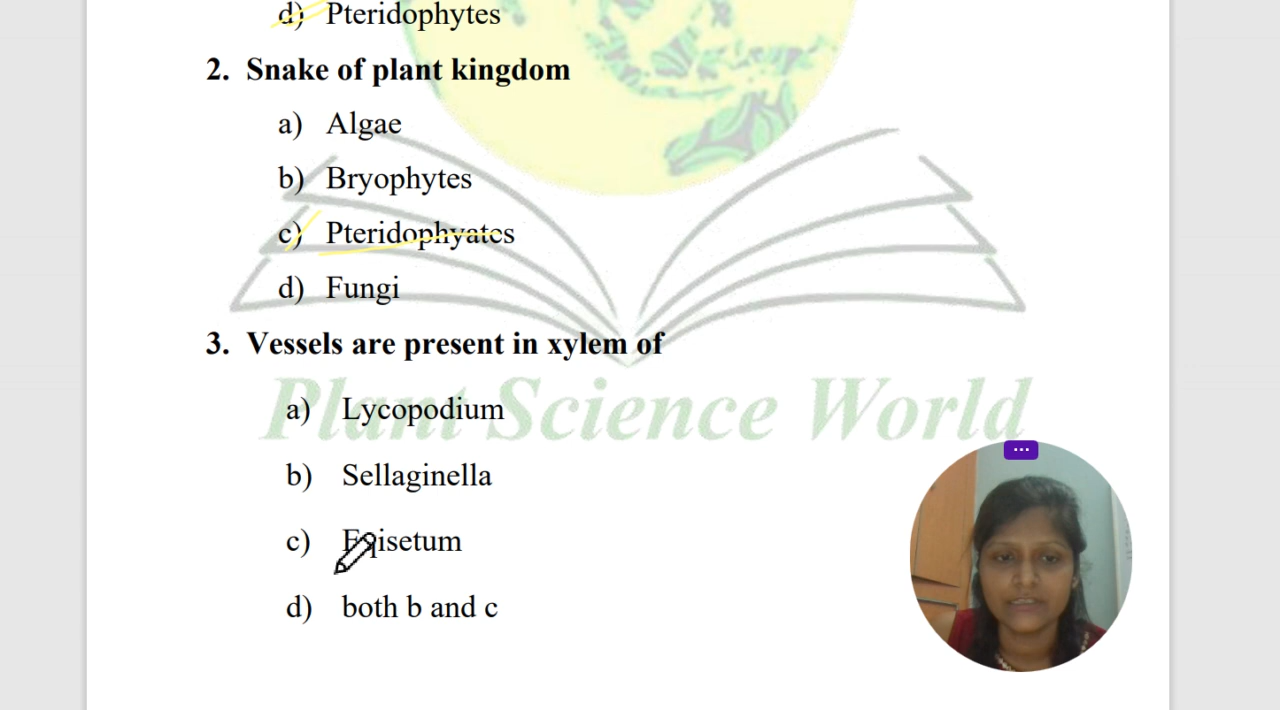 d) Pteridophytes
2. Snake of plant kingdom
a) Algae
b) Bryophytes
c) Pteridophyates
d) Fungi
3. Vessels are present in xylem of
Plant Science World
a) Lycopodium
b) Sellaginella
c) Eqisetum
d) both b and c